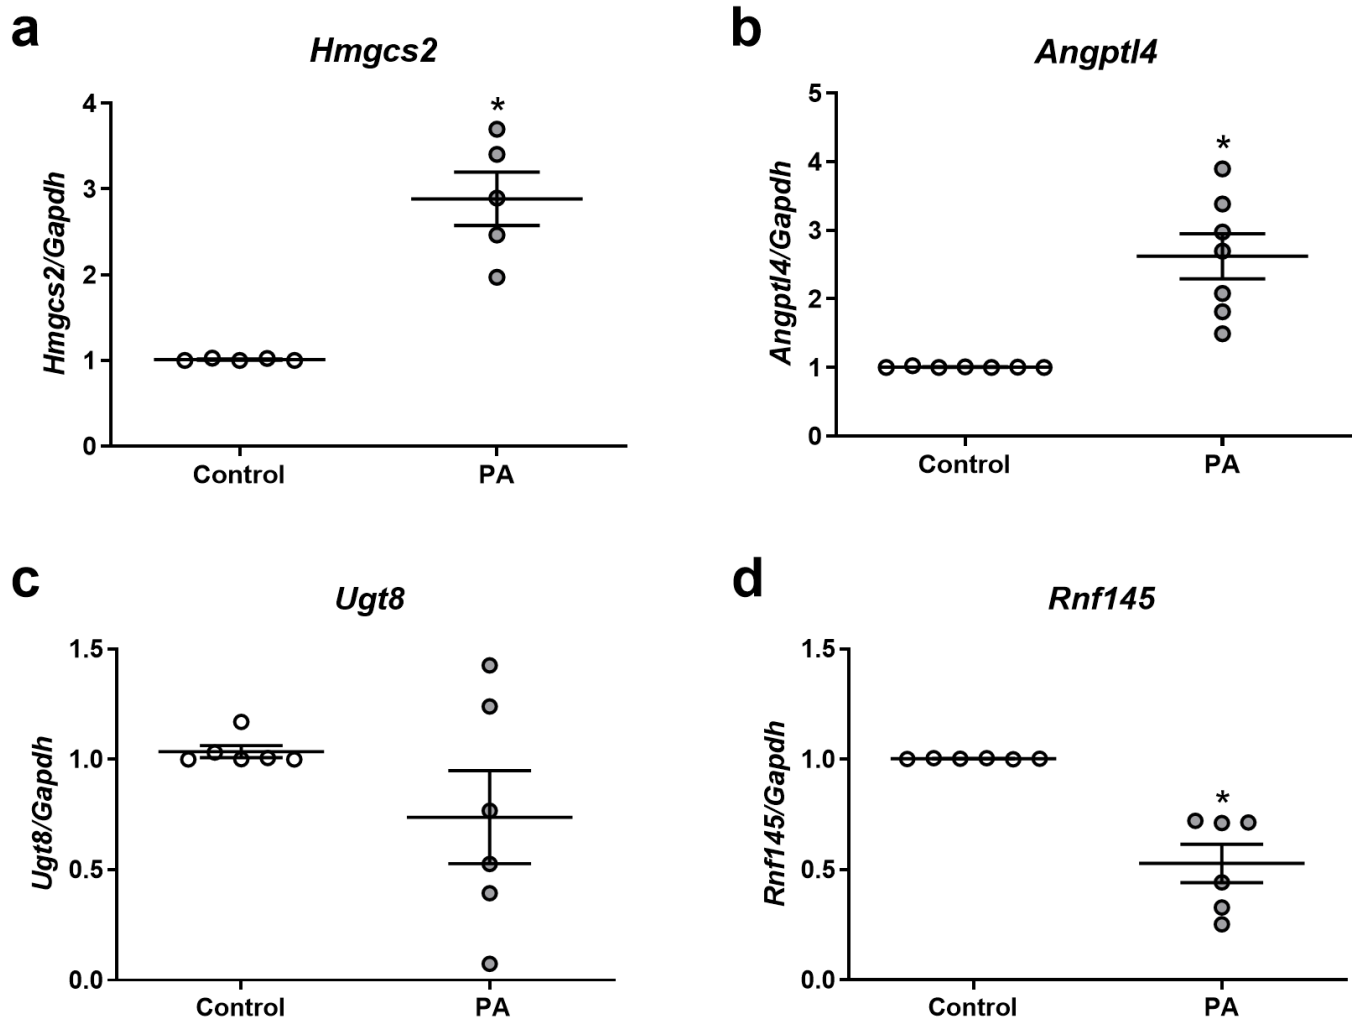 a
Hmgcs2
Hmgcs2/Gapdh
4
3
2
1
0
*
Control
PA
b
Angptl4
Angptl4/Gapdh
5
4
3
2
1
0
*
Control
PA
c
Ugt8
Ugt8/Gapdh
1.5
1.0
0.5
0.0
Control
PA
d
Rnf145
Rnf145/Gapdh
1.5
1.0
0.5
0.0
*
Control
PA